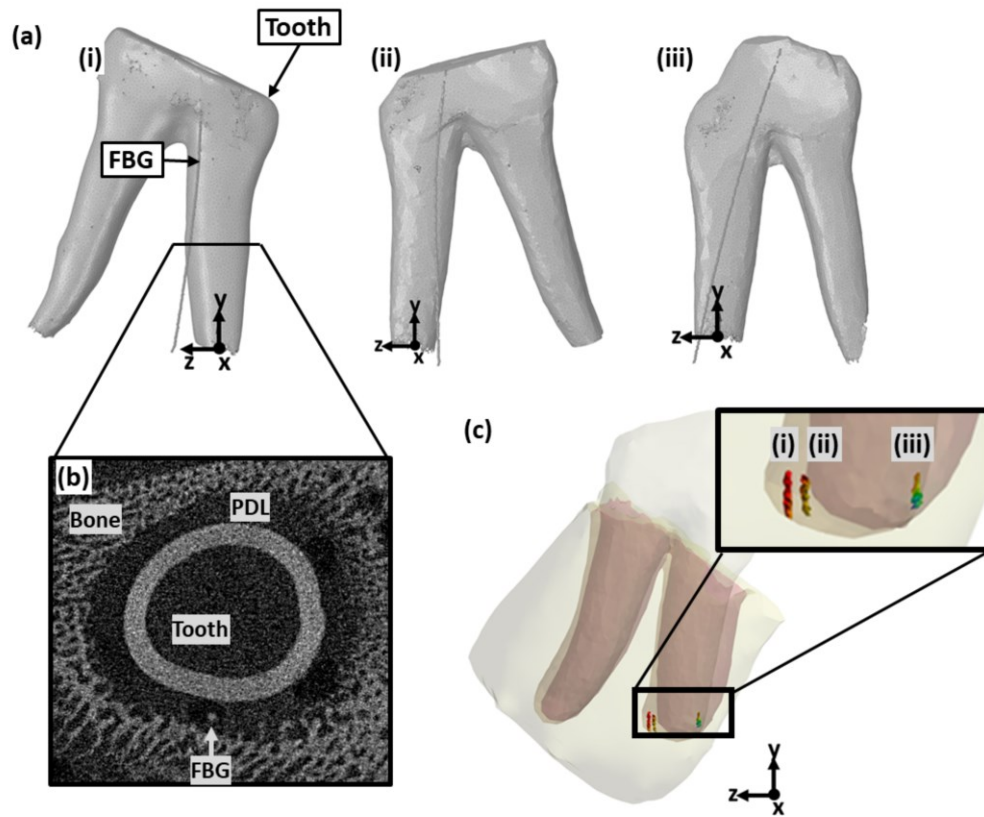 (a)
(i)
Tooth
(ii)
(iii)
FBG
y
z
x
y
z
x
y
z
x
(b)
Bone
PDL
Tooth
FBG
(c)
(i)
(ii)
(iii)
y
z
x